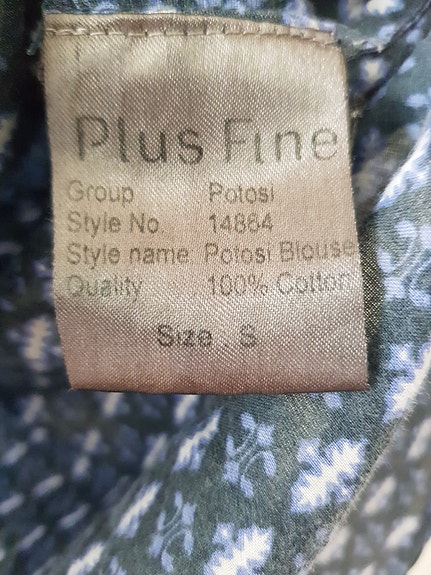 Plus Fine
Group Potosi
Style No. 14864
Style name Potosi Blouse
Quality 100% Cotton
Size S